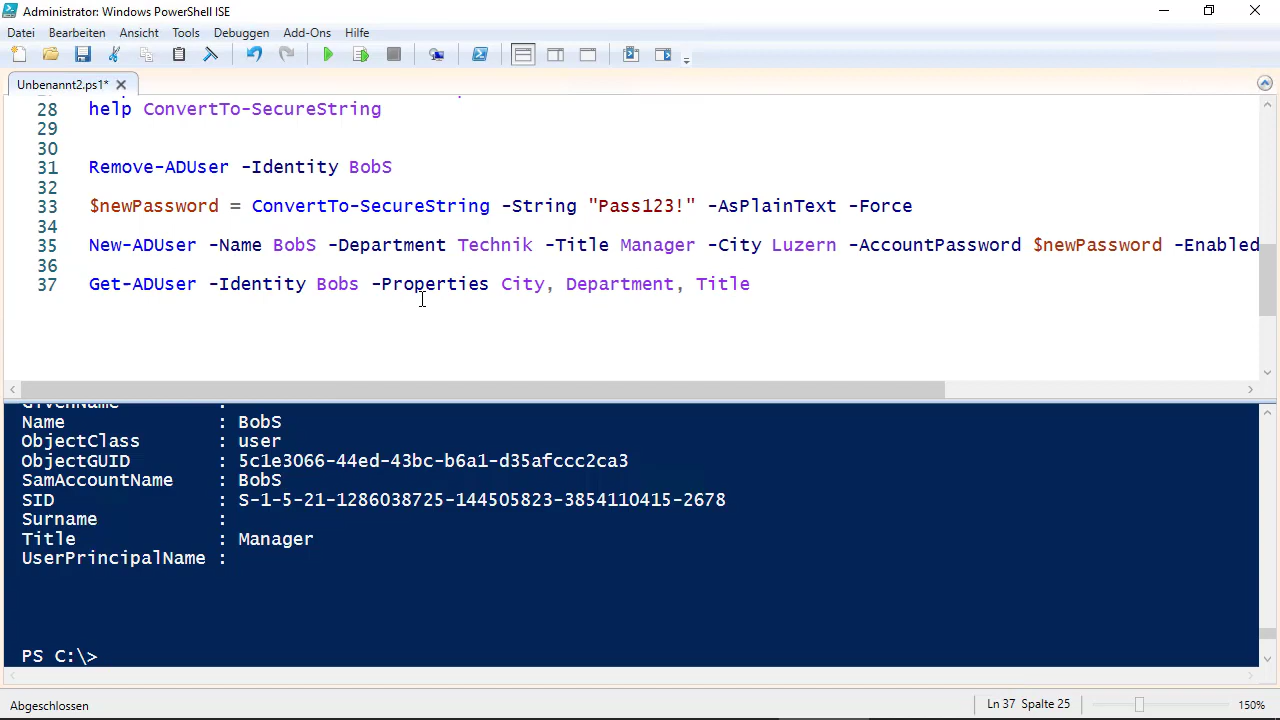 Administrator: Windows PowerShell ISE
Datei Bearbeiten Ansicht Tools Debuggen Add-Ons Hilfe
Unbenannt2.ps1*
28 help ConvertTo-SecureString
29
30
31 Remove-ADUser -Identity BobS
32
33 $newPassword = ConvertTo-SecureString -String "Pass123!" -AsPlainText -Force
34
35 New-ADUser -Name BobS -Department Technik -Title Manager -City Luzern -AccountPassword $newPassword -Enabled
36
37 Get-ADUser -Identity Bobs -Properties City, Department, Title
GivenName :
Name : BobS
ObjectClass : user
ObjectGUID : 5c1e3066-44ed-43bc-b6a1-d35afccc2ca3
SamAccountName : BobS
SID : S-1-5-21-1286038725-144505823-3854110415-2678
Surname :
Title : Manager
UserPrincipalName :
PS C:\>
Abgeschlossen Ln 37 Spalte 25 150%